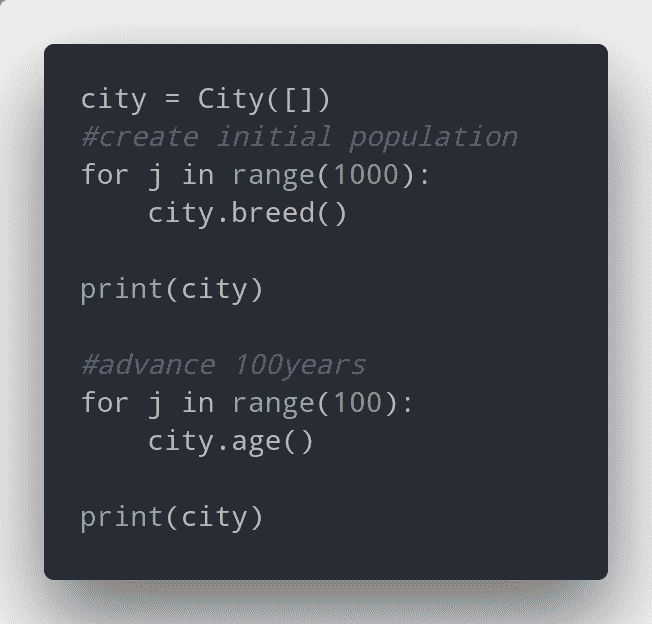 city = City([])
#create initial population
for j in range(1000):
    city.breed()
print(city)
#advance 100years
for j in range(100):
    city.age()
print(city)